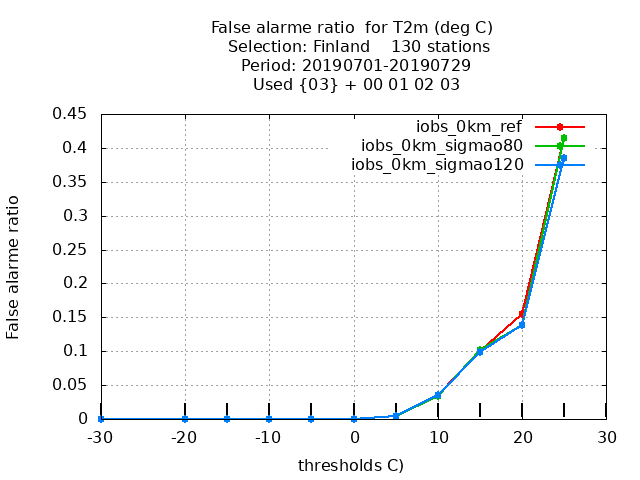 False alarme ratio for T2m (deg C)
Selection: Finland 130 stations
Period: 20190701-20190729
Used {03} + 00 01 02 03
iobs_0km_ref
iobs_0km_sigmao80
iobs_0km_sigmao120
False alarme ratio
0.45
0.4
0.35
0.3
0.25
0.2
0.15
0.1
0.05
0
-30
-20
-10
0
10
20
30
thresholds C)